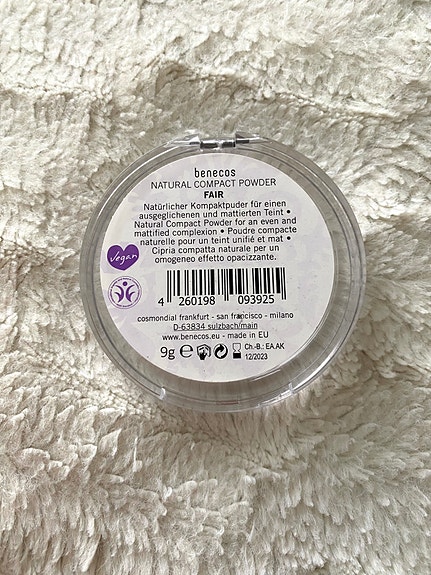 benecos
NATURAL COMPACT POWDER
FAIR
Natürlicher Kompaktpuder für einen
ausgeglichenen und mattierten Teint •
Natural Compact Powder for an even and
mattified complexion • Poudre compacte
naturelle pour un teint unifié et mat •
Cipria compatta naturale per un
omogeneo effetto opacizzante.
Vegan
4 260198 093925
cosmondial frankfurt - san francisco - milano
D-63834 sulzbach/main
www.benecos.eu - made in EU
9g e Ch.-B.: EA.AK
12/2023